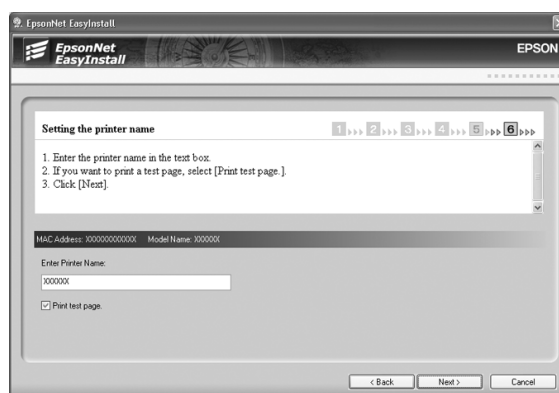 EpsonNet EasyInstall
EpsonNet
EasyInstall
EPSON
Setting the printer name
1 2 3 4 5 6
1. Enter the printer name in the text box.
2. If you want to print a test page, select [Print test page.].
3. Click [Next].
MAC Address: XXXXXXXXXXXX Model Name: XXXXXX
Enter Printer Name:
XXXXXX
Print test page.
< Back
Next >
Cancel